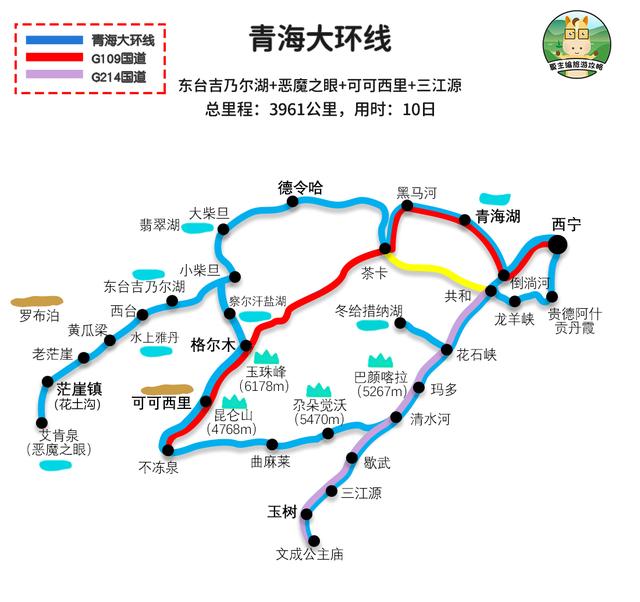 青海大环线
G109国道
G214国道
青海大环线
东台吉乃尔湖+恶魔之眼+可可西里+三江源
总里程：3961公里，用时：10日
德令哈
黑马河
大柴旦
翡翠湖
青海湖
西宁
小柴旦
茶卡
倒淌河
东台吉乃尔湖
共和
罗布泊
西台
察尔汗盐湖
冬给措纳湖
龙羊峡
贵德阿什
贡丹霞
黄瓜梁
水上雅丹
格尔木
老茫崖
花石峡
玉珠峰
（6178m）
巴颜喀拉
（5267m）
茫崖镇
（花土沟）
可可西里
玛多
昆仑山
（4768m）
尕朵觉沃
（5470m）
清水河
艾肯泉
（恶魔之眼）
不冻泉
曲麻莱
歇武
三江源
玉树
文成公主庙